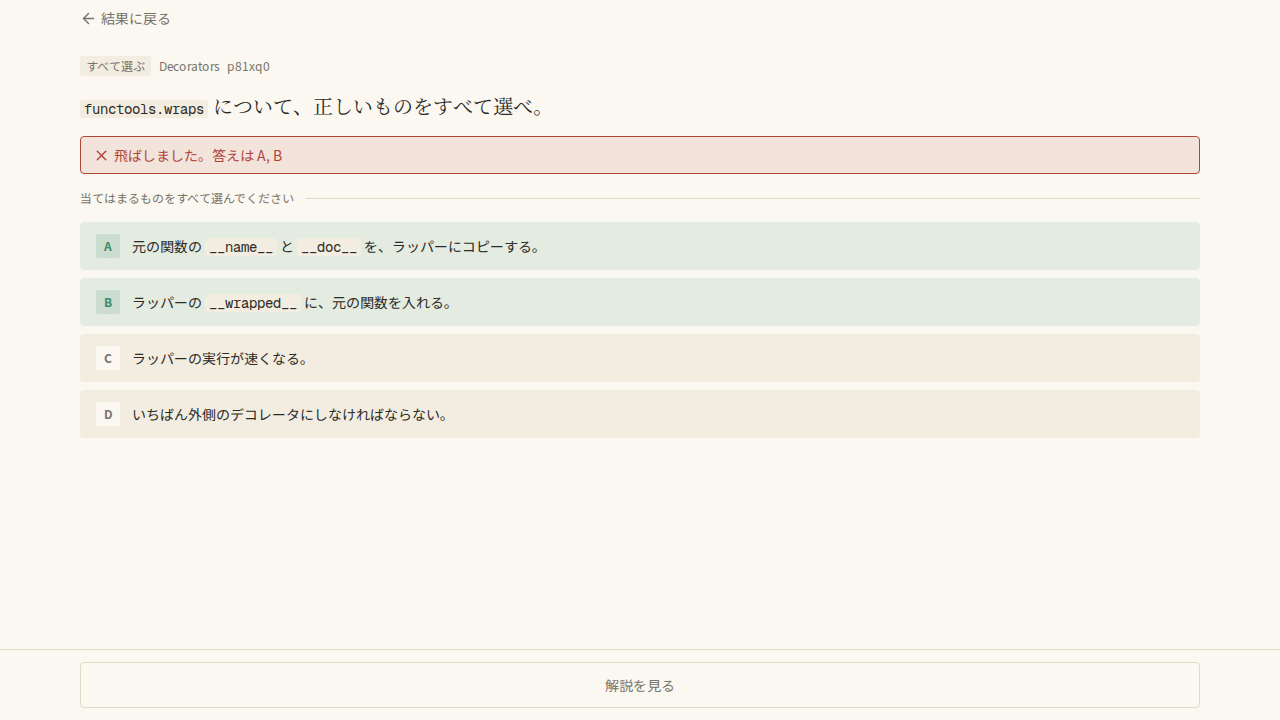 結果に戻る
すべて選ぶ Decorators p81xq0
functools.wraps について、正しいものをすべて選べ。
飛ばしました。答えは A, B
当てはまるものをすべて選んでください
A 元の関数の __name__ と __doc__ を、ラッパーにコピーする。
B ラッパーの __wrapped__ に、元の関数を入れる。
C ラッパーの実行が速くなる。
D いちばん外側のデコレータにしなければならない。
解説を見る